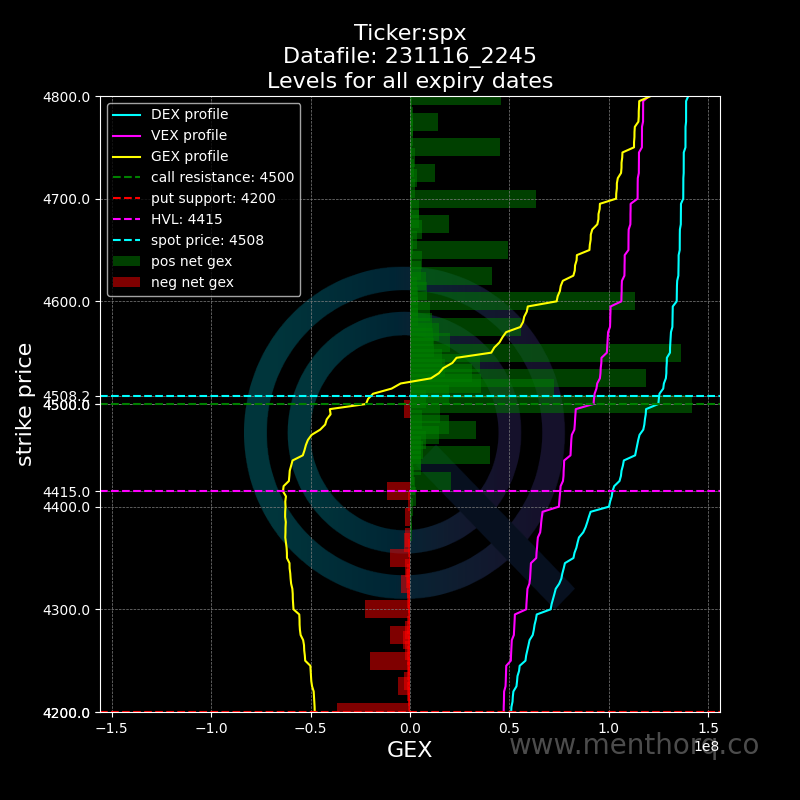 Ticker:spx
Datafile: 231116_2245
Levels for all expiry dates
DEX profile
VEX profile
GEX profile
call resistance: 4500
put support: 4200
HVL: 4415
spot price: 4508
pos net gex
neg net gex
strike price
4800.0
4700.0
4600.0
4500.0
4415.0
4400.0
4300.0
4200.0
−1.5 −1.0 −0.5 0.0 0.5 1.0 1.5
1e8
GEX
www.menthorq.co